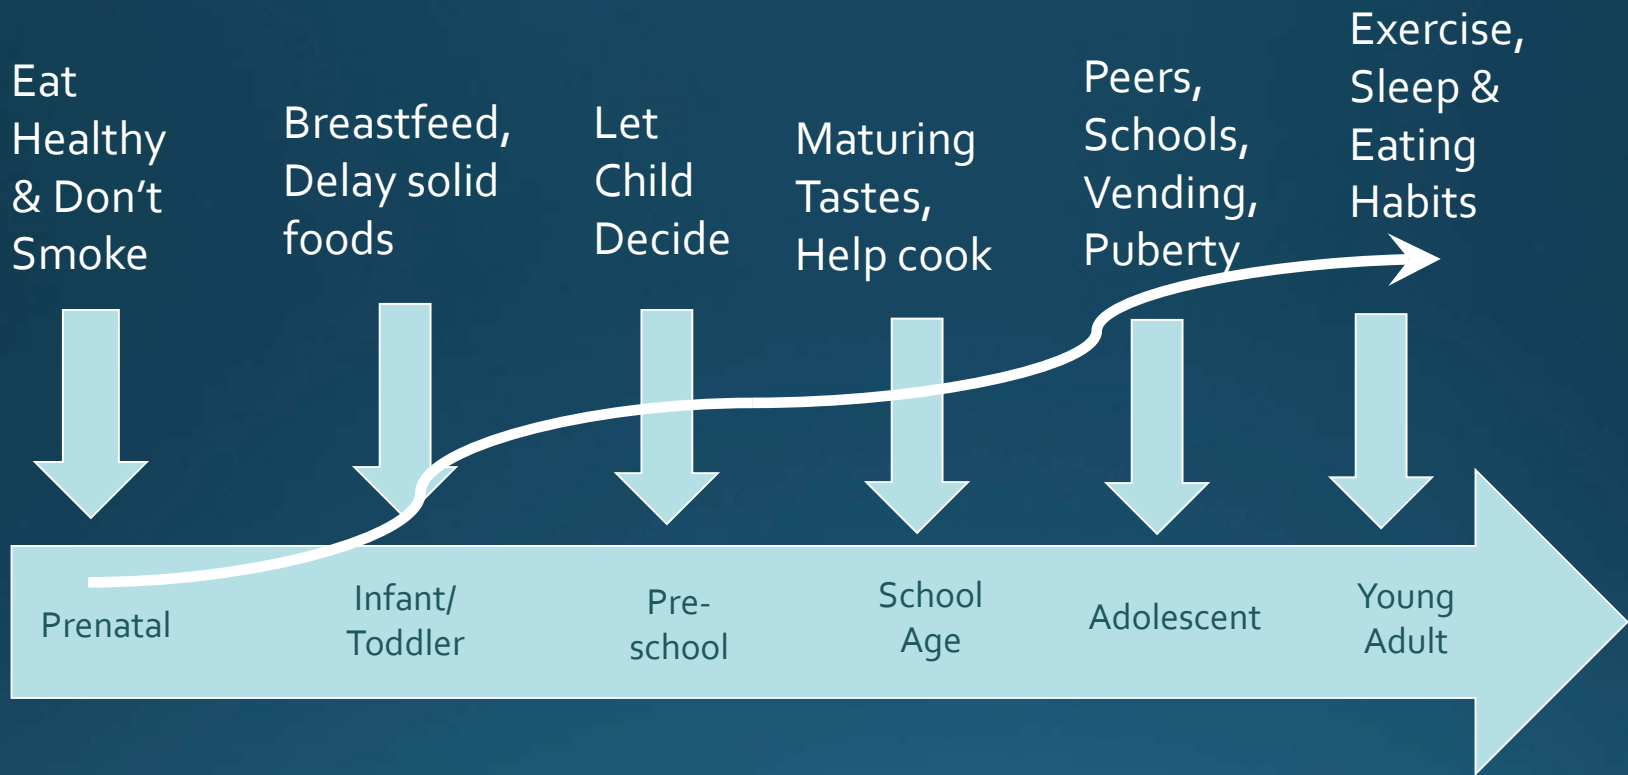 Eat
Healthy
& Don’t
Smoke
Breastfeed,
Delay solid
foods
Let
Child
Decide
Maturing
Tastes,
Help cook
Peers,
Schools,
Vending,
Puberty
Exercise,
Sleep &
Eating
Habits
Prenatal
Infant/
Toddler
Pre-
school
School
Age
Adolescent
Young
Adult